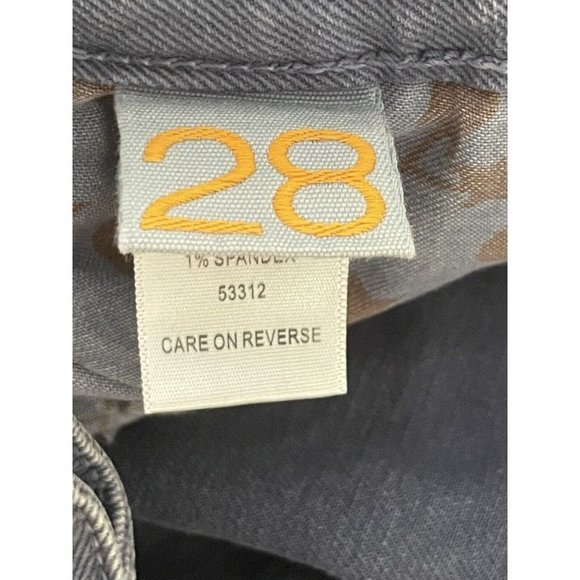 28
1% SPANDEX
53312
CARE ON REVERSE